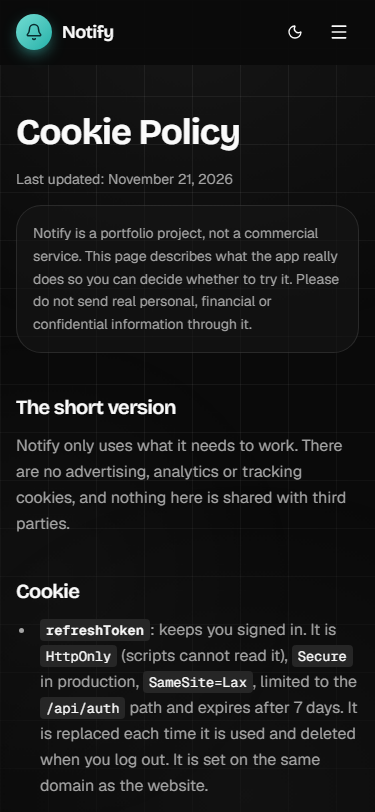 Notify
Cookie Policy
Last updated: November 21, 2026
Notify is a portfolio project, not a commercial
service. This page describes what the app really
does so you can decide whether to try it. Please
do not send real personal, financial or
confidential information through it.
The short version
Notify only uses what it needs to work. There
are no advertising, analytics or tracking
cookies, and nothing here is shared with third
parties.
Cookie
• refreshToken: keeps you signed in. It is
HttpOnly (scripts cannot read it), Secure
in production, SameSite=Lax, limited to the
/api/auth path and expires after 7 days. It
is replaced each time it is used and deleted
when you log out. It is set on the same
domain as the website.